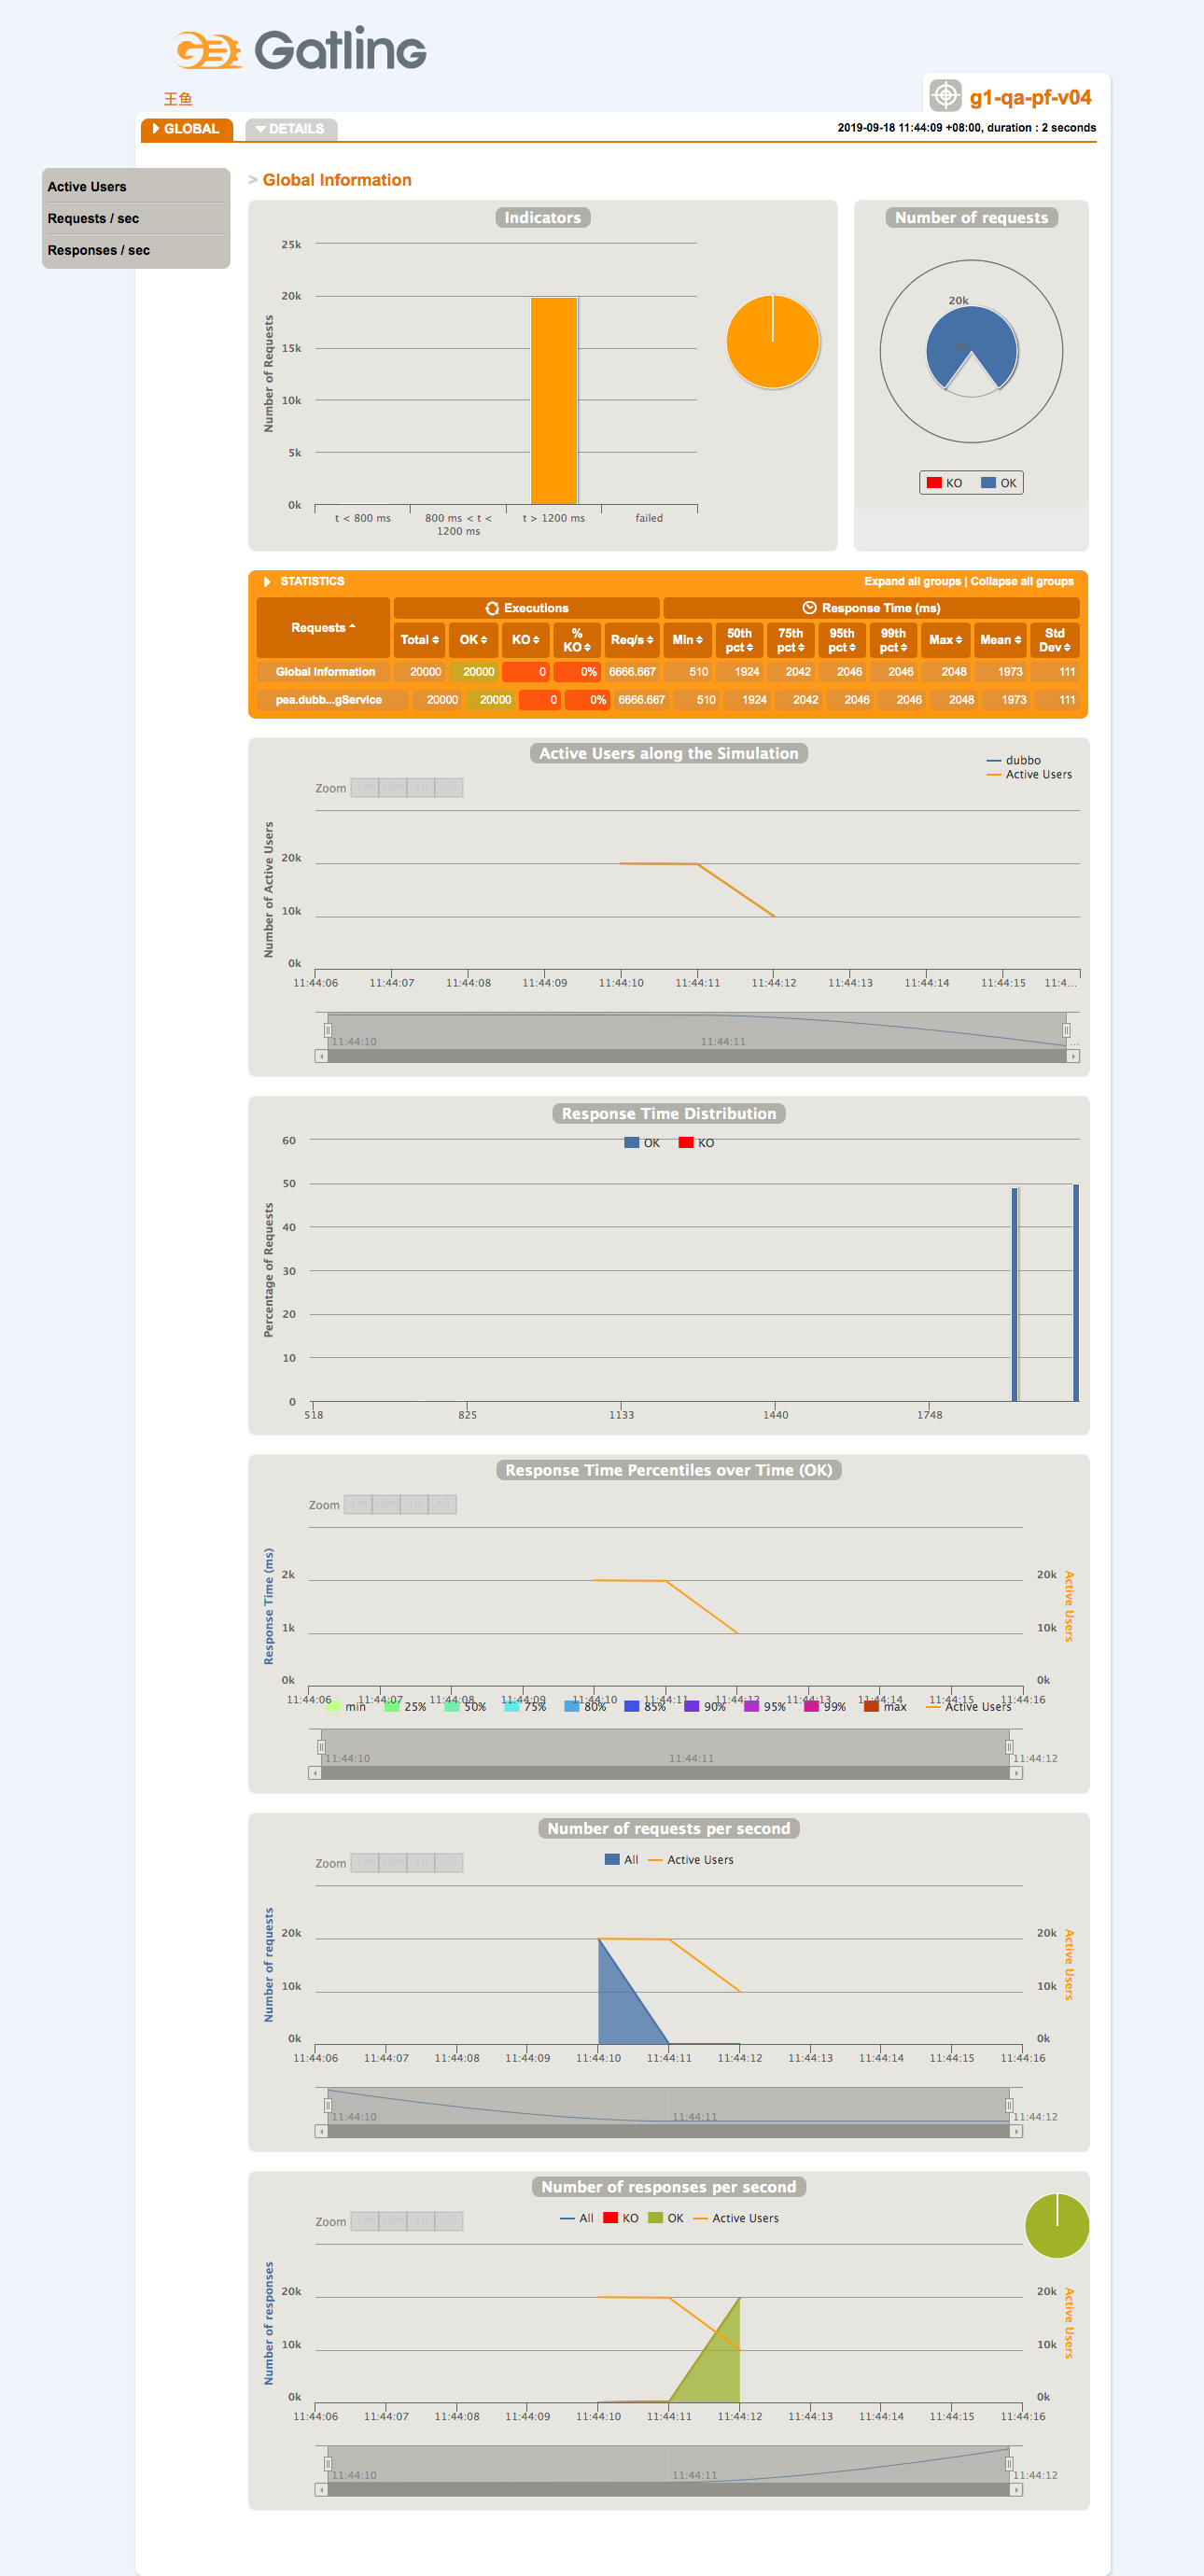 Gatling
王鱼
g1-qa-pf-v04
GLOBAL
DETAILS
2019-09-18 11:44:09 +08:00, duration : 2 seconds
Active Users
Requests / sec
Responses / sec
> Global Information
Indicators
25k
20k
15k
10k
5k
0k
Number of Requests
t < 800 ms
800 ms < t <
1200 ms
t > 1200 ms
failed
Number of requests
20k
0k
KO
OK
STATISTICS
Expand all groups | Collapse all groups
Requests
Executions
Response Time (ms)
Total
OK
KO
%
KO
Req/s
Min
50th
pct
75th
pct
95th
pct
99th
pct
Max
Mean
Std
Dev
Global Information 20000 20000 0 0% 6666.667 510 1924 2042 2046 2046 2048 1973 111
pea.dubb...gService 20000 20000 0 0% 6666.667 510 1924 2042 2046 2046 2048 1973 111
Active Users along the Simulation
dubbo
Active Users
Zoom 1m 10m 1h All
Number of Active Users
20k
10k
0k
11:44:06 11:44:07 11:44:08 11:44:09 11:44:10 11:44:11 11:44:12 11:44:13 11:44:14 11:44:15 11:4...
11:44:10 11:44:11 ...
Response Time Distribution
OK KO
Percentage of Requests
60
50
40
30
20
10
0
518 825 1133 1440 1748
Response Time Percentiles over Time (OK)
Zoom 1m 10m 1h All
Response Time (ms)
2k
1k
0k
20k
10k
0k
Active Users
11:44:06 11:44:07 11:44:08 11:44:09 11:44:10 11:44:11 11:44:12 11:44:13 11:44:14 11:44:15 11:44:16
min 25% 50% 75% 80% 85% 90% 95% 99% max Active Users
11:44:10 11:44:11 11:44:12
Number of requests per second
Zoom 1m 10m 1h All
All Active Users
Number of requests
20k
10k
0k
20k
10k
0k
Active Users
11:44:06 11:44:07 11:44:08 11:44:09 11:44:10 11:44:11 11:44:12 11:44:13 11:44:14 11:44:15 11:44:16
11:44:10 11:44:11 11:44:12
Number of responses per second
Zoom 1m 10m 1h All
All KO OK Active Users
Number of responses
20k
10k
0k
20k
10k
0k
Active Users
11:44:06 11:44:07 11:44:08 11:44:09 11:44:10 11:44:11 11:44:12 11:44:13 11:44:14 11:44:15 11:44:16
11:44:10 11:44:11 11:44:12